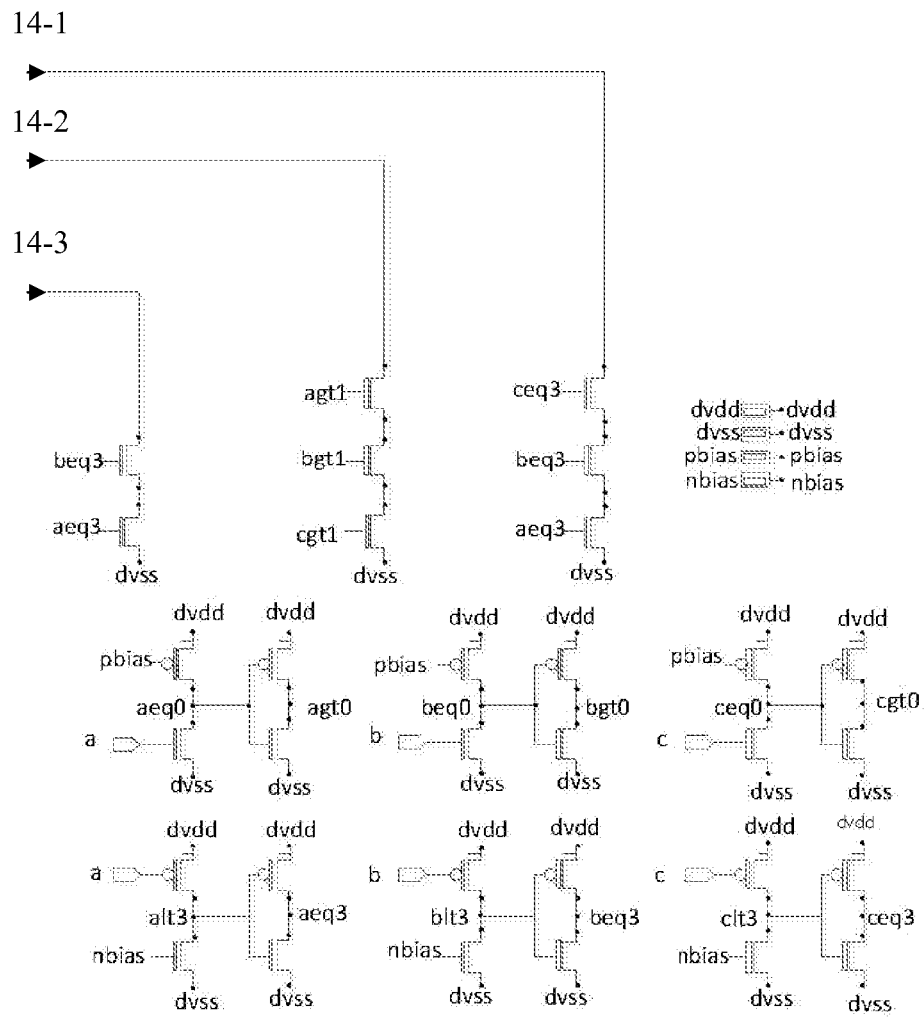 14-1
14-2
14-3
agt1
ceq3
dvdd dvdd
dvss dvss
pbias pbias
nbias nbias
beq3
bgt1
beq3
aeq3
cgt1
aeq3
dvss
dvss
dvss
dvdd
dvdd
dvdd
dvdd
dvdd
dvdd
pbias
pbias
pbias
aeq0
agt0
beq0
bgt0
ceq0
cgt0
a
b
c
dvss
dvss
dvss
dvss
dvss
dvss
dvdd
dvdd
dvdd
dvdd
dvdd
dvdd
a
b
c
alt3
aeq3
blt3
beq3
clt3
ceq3
nbias
nbias
nbias
dvss
dvss
dvss
dvss
dvss
dvss